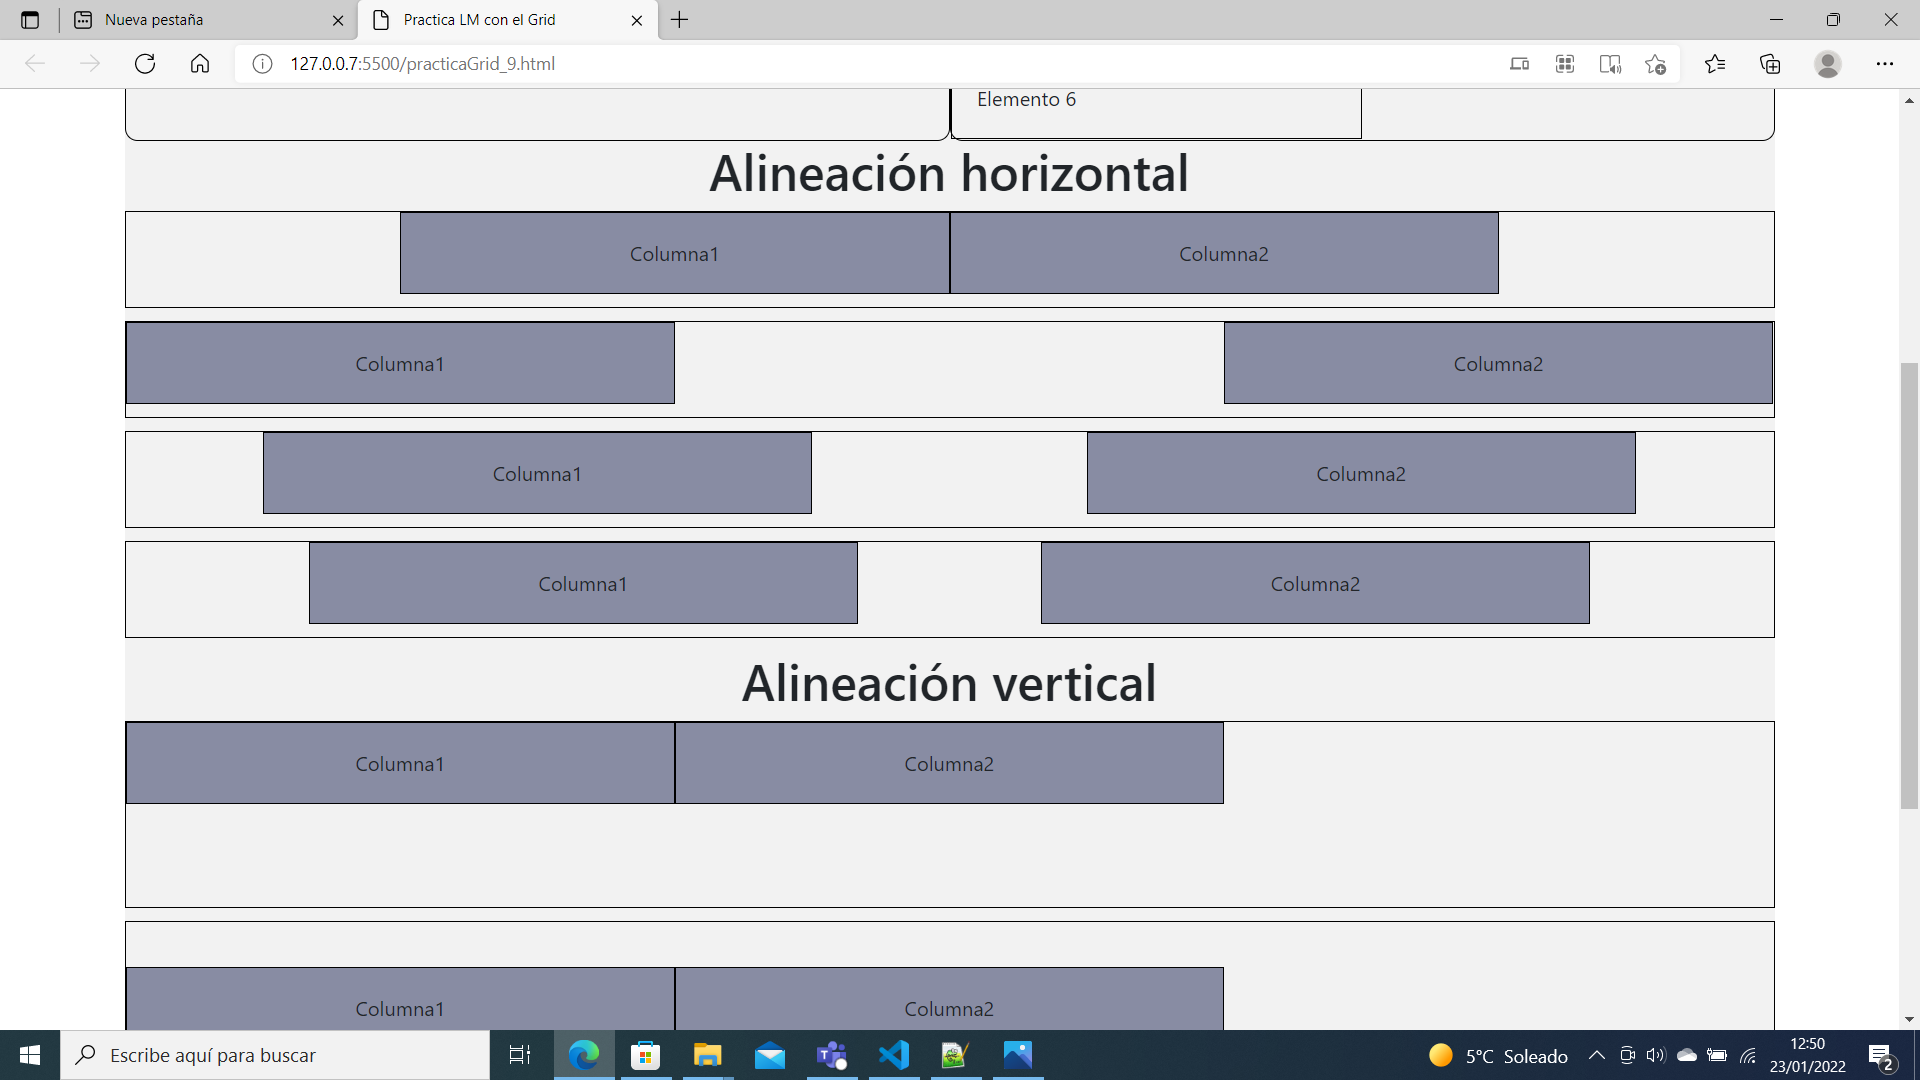 Nueva pestaña
Practica LM con el Grid
127.0.0.7:5500/practicaGrid_9.html
Elemento 6
Alineación horizontal
Columna1 Columna2
Columna1 Columna2
Columna1 Columna2
Columna1 Columna2
Alineación vertical
Columna1 Columna2
Columna1 Columna2
Escribe aquí para buscar
5°C Soleado
12:50
23/01/2022
2